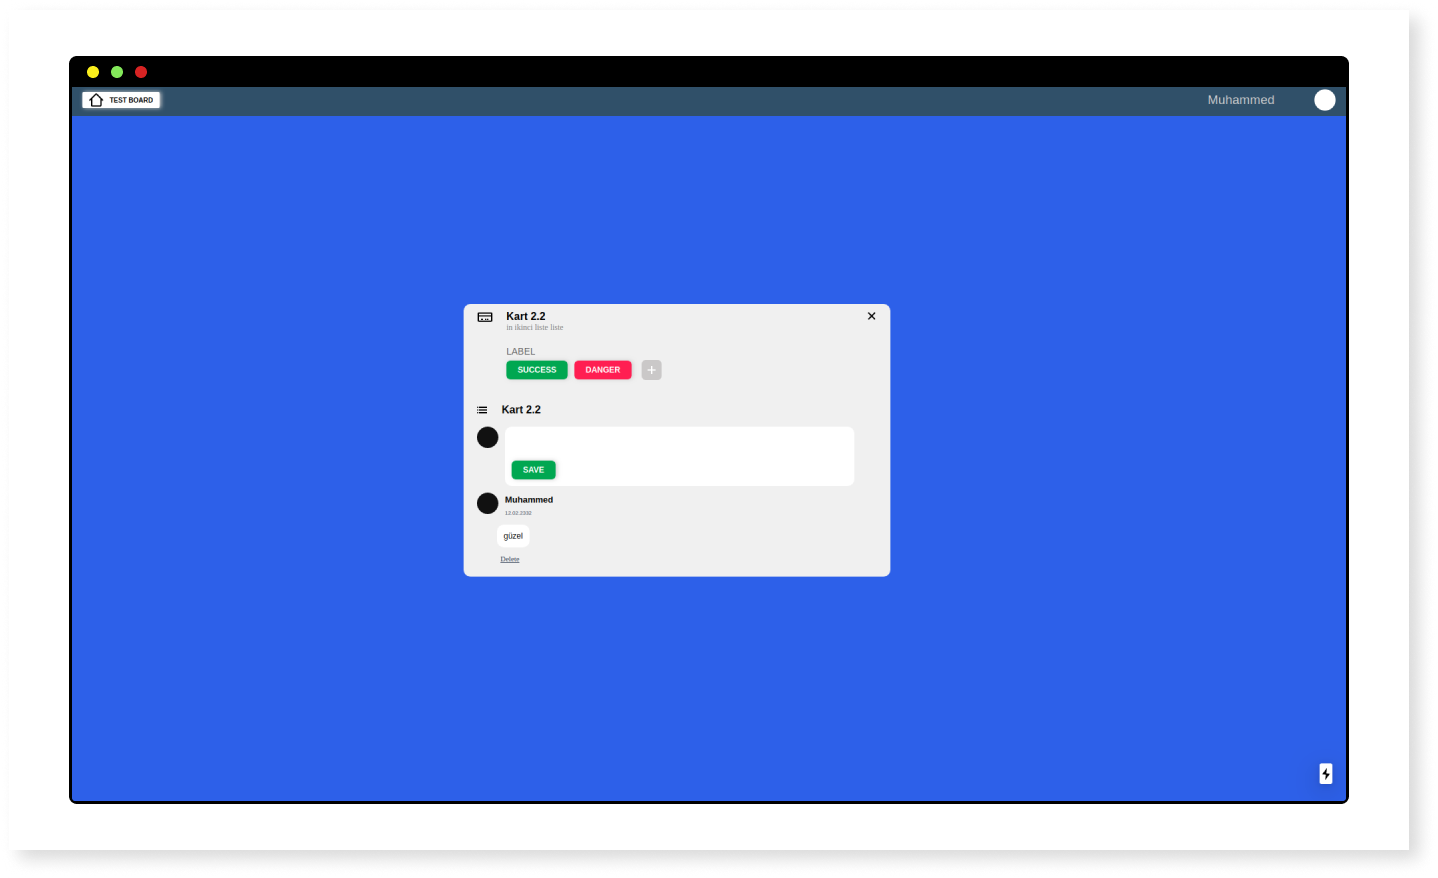 TEST BOARD
Muhammed
Kart 2.2
in ikinci liste liste
LABEL
SUCCESS DANGER
Kart 2.2
SAVE
Muhammed
güzel
Delete